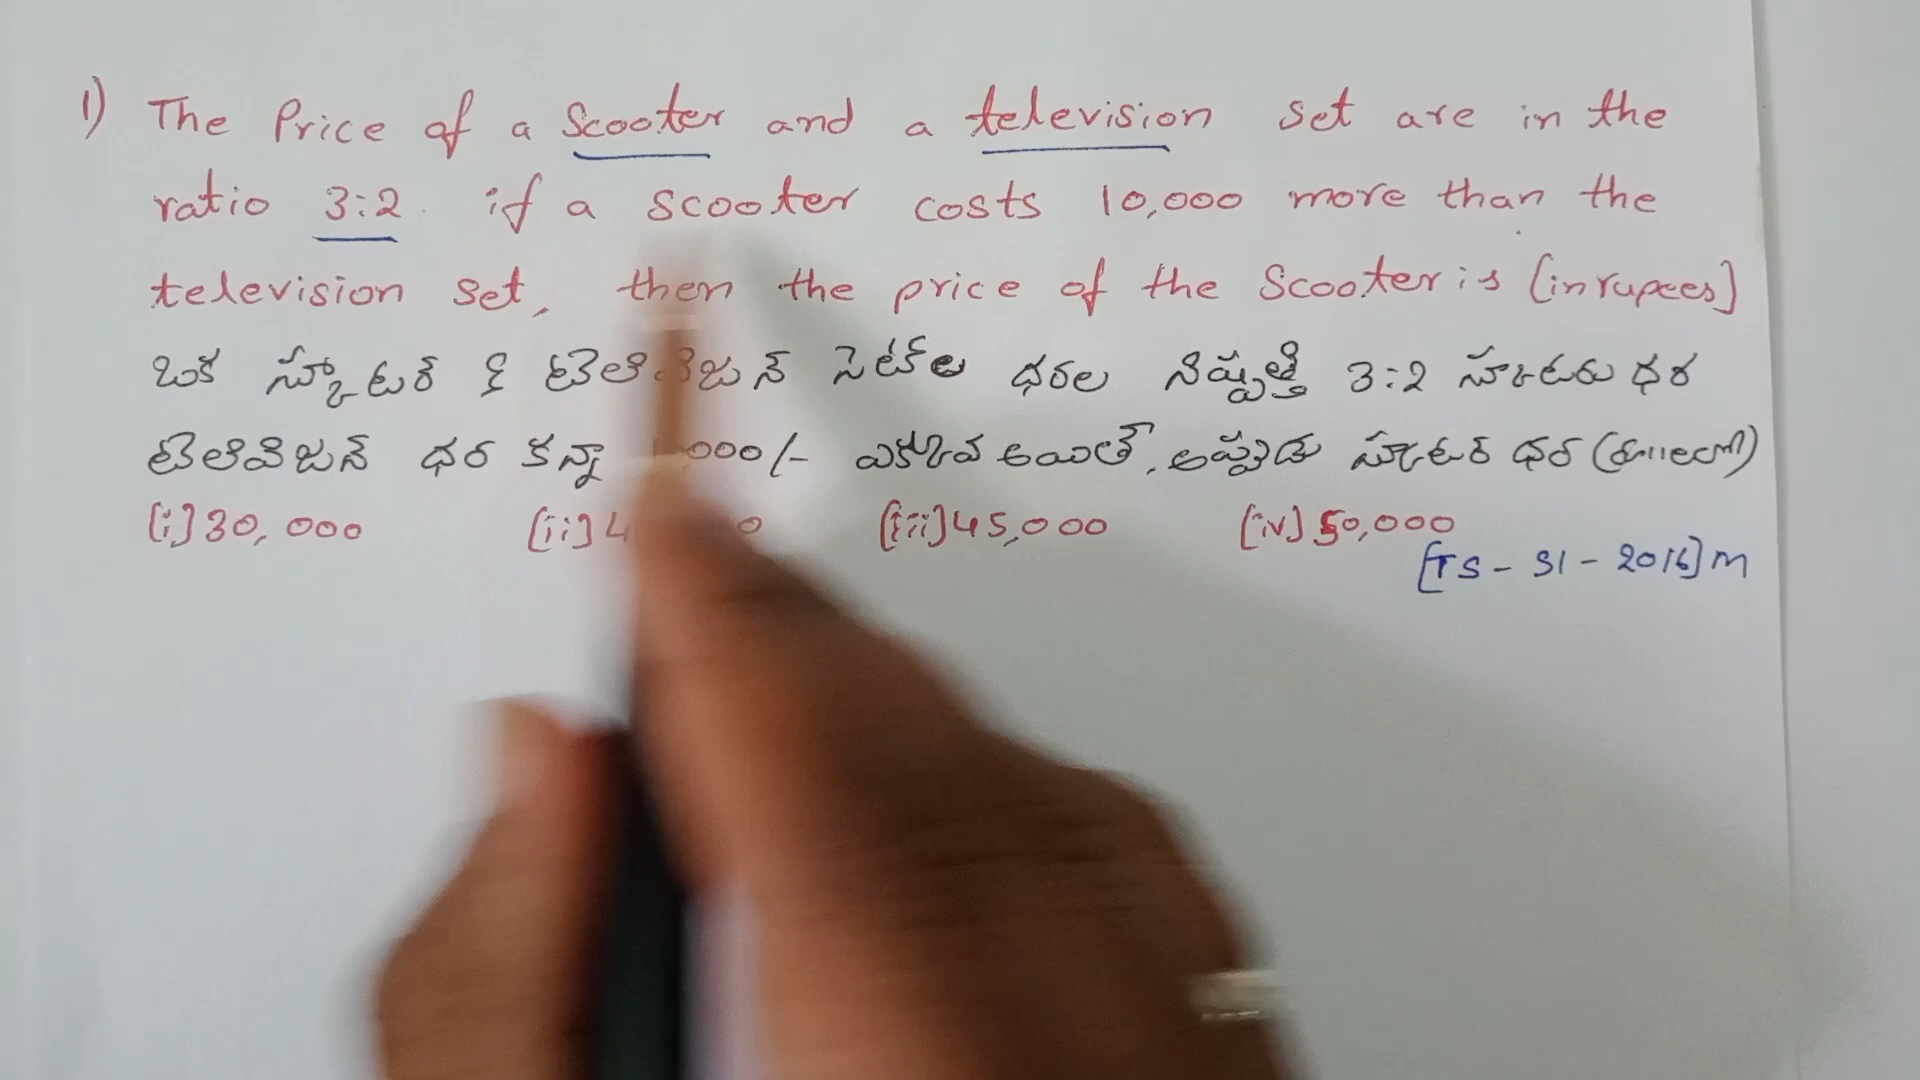 1) The Price of a Scooter and a television set are in the
ratio 3:2. if a scooter costs 10,000 more than the
television set, then the price of the Scooter is [in rupees]
ఒక స్కూటర్ & టెలివిజన్ సెట్ల ధరల నిష్పత్తి 3:2 స్కూటరు ధర
టెలివిజన్ ధర కన్నా 000/- ఎక్కువ అయితే, అప్పుడు స్కూటర్ ధర
[i] 30,000 [ii] 4 0 [iii] 45,000 [iv] 50,000
[TS - SI - 2016] m